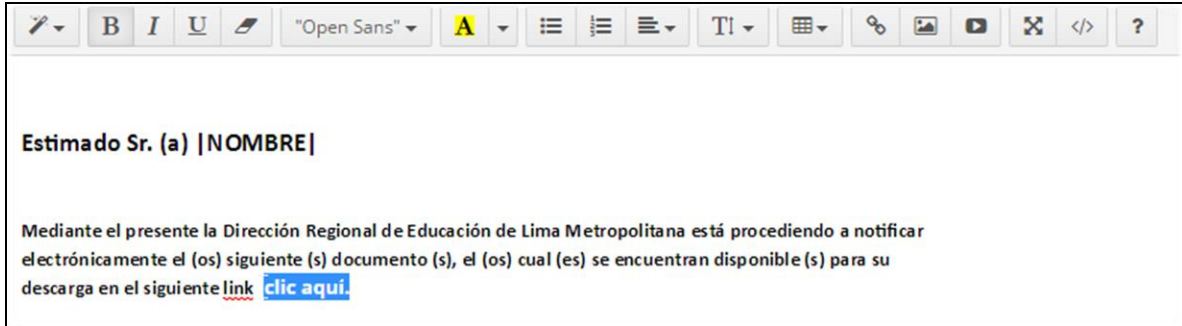 B I U "Open Sans" A T ?
Estimado Sr. (a) |NOMBRE|
Mediante el presente la Dirección Regional de Educación de Lima Metropolitana está procediendo a notificar
electrónicamente el (os) siguiente (s) documento (s), el (os) cual (es) se encuentran disponible (s) para su
descarga en el siguiente link clic aquí.